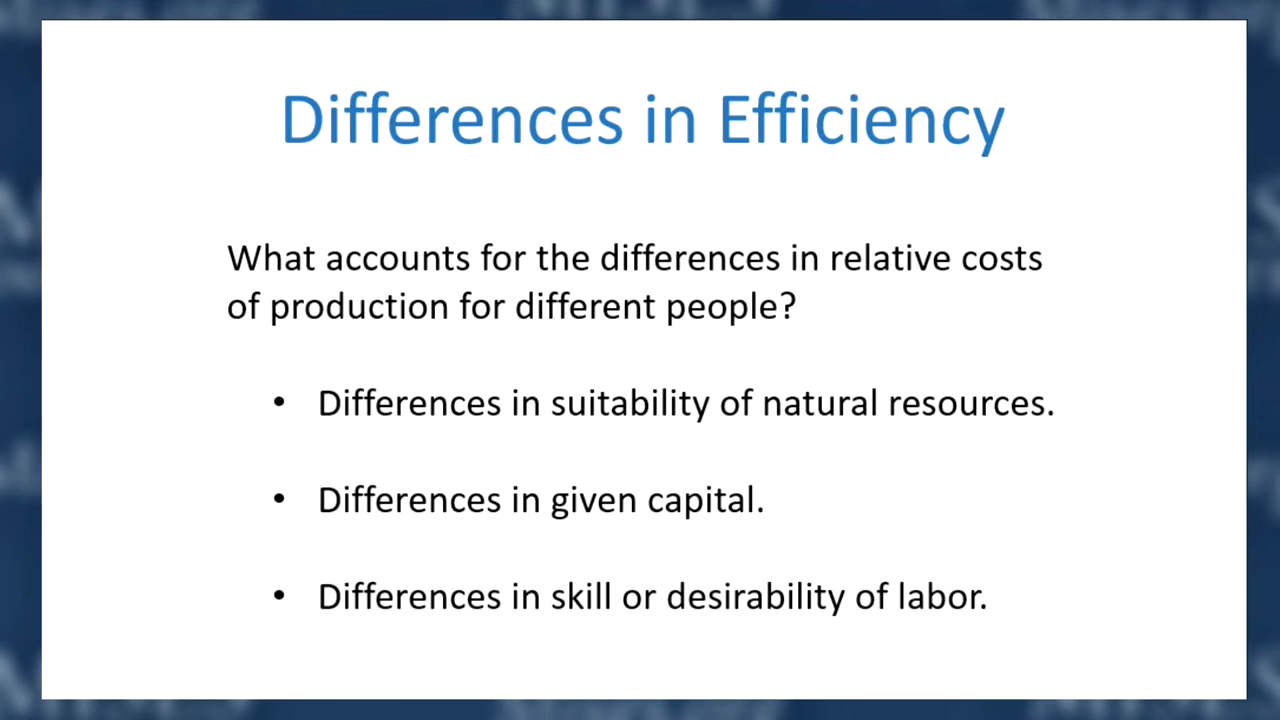 Differences in Efficiency
What accounts for the differences in relative costs
of production for different people?
• Differences in suitability of natural resources.
• Differences in given capital.
• Differences in skill or desirability of labor.